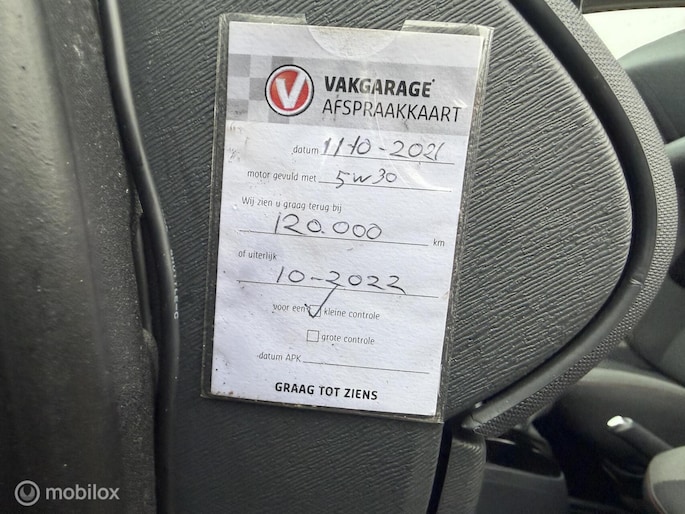 V
VAKGARAGE®
AFSPRAAKKAART
datum 11-10-2021
motor gevuld met 5w30
Wij zien u graag terug bij
120.000 km
of uiterlijk
10-2022
voor een kleine controle
grote controle
datum APK
GRAAG TOT ZIENS
mobilox